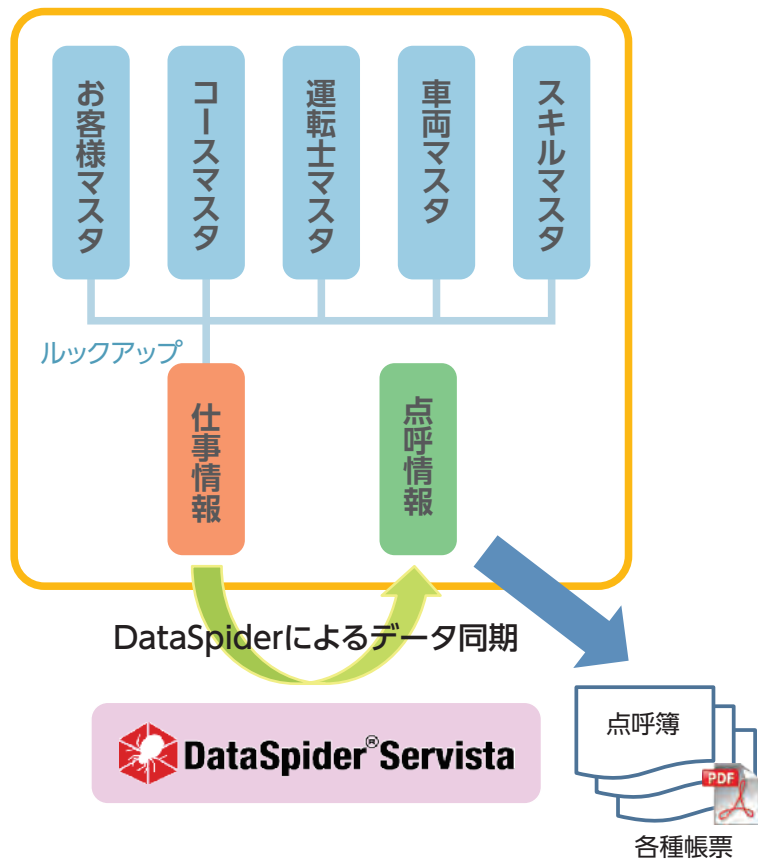 お客様マスタ
コースマスタ
運転士マスタ
車両マスタ
スキルマスタ
ルックアップ
仕事情報
点呼情報
DataSpiderによるデータ同期
DataSpider® Servista
点呼簿
PDF
各種帳票